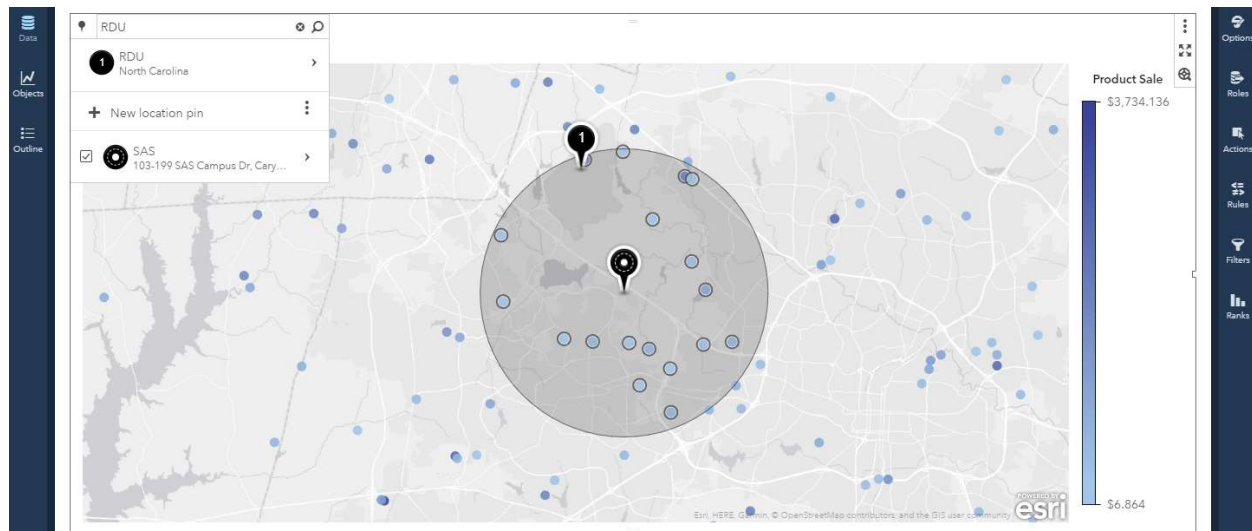 Data
Objects
Outline
RDU
1 RDU
North Carolina
New location pin
SAS
103-199 SAS Campus Dr, Cary...
1
Product Sale
$3,734.136
$6.864
Esri, HERE, Garmin, © OpenStreetMap contributors, and the GIS user community
POWERED BY
esri
Options
Roles
Actions
Rules
Filters
Ranks